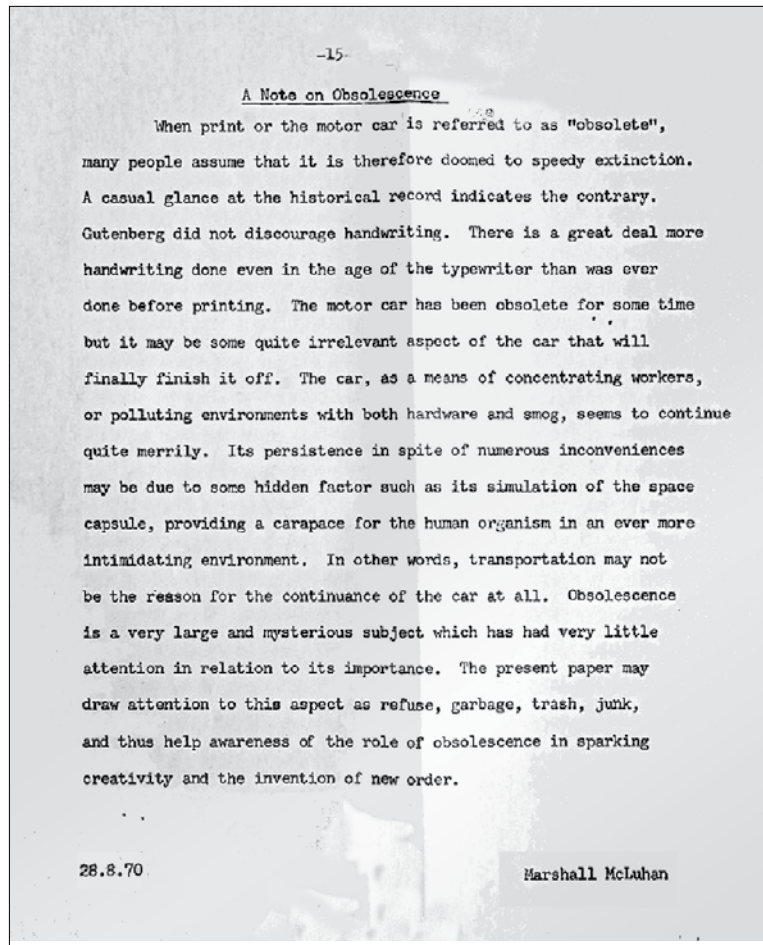 -15-
A Note on Obsolescence
When print or the motor car is referred to as "obsolete",
many people assume that it is therefore doomed to speedy extinction.
A casual glance at the historical record indicates the contrary.
Gutenberg did not discourage handwriting. There is a great deal more
handwriting done even in the age of the typewriter than was ever
done before printing. The motor car has been obsolete for some time
but it may be some quite irrelevant aspect of the car that will
finally finish it off. The car, as a means of concentrating workers,
or polluting environments with both hardware and smog, seems to continue
quite merrily. Its persistence in spite of numerous inconveniences
may be due to some hidden factor such as its simulation of the space
capsule, providing a carapace for the human organism in an ever more
intimidating environment. In other words, transportation may not
be the reason for the continuance of the car at all. Obsolescence
is a very large and mysterious subject which has had very little
attention in relation to its importance. The present paper may
draw attention to this aspect as refuse, garbage, trash, junk,
and thus help awareness of the role of obsolescence in sparking
creativity and the invention of new order.
28.8.70
Marshall McLuhan